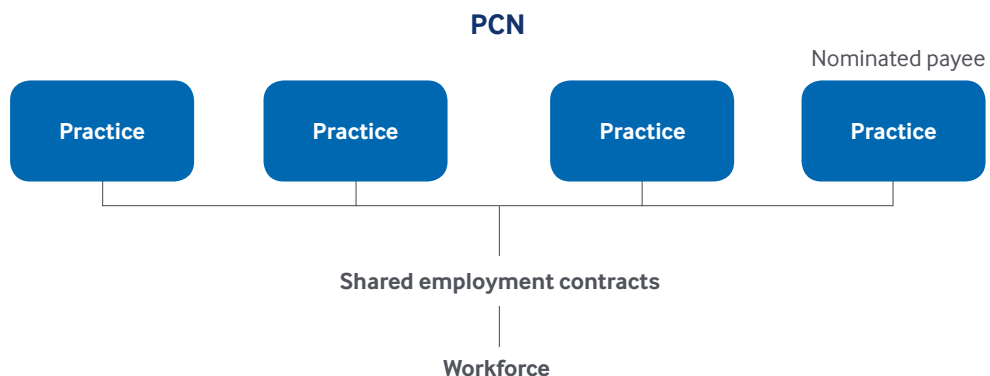 PCN
Nominated payee
Practice
Practice
Practice
Practice
Shared employment contracts
Workforce